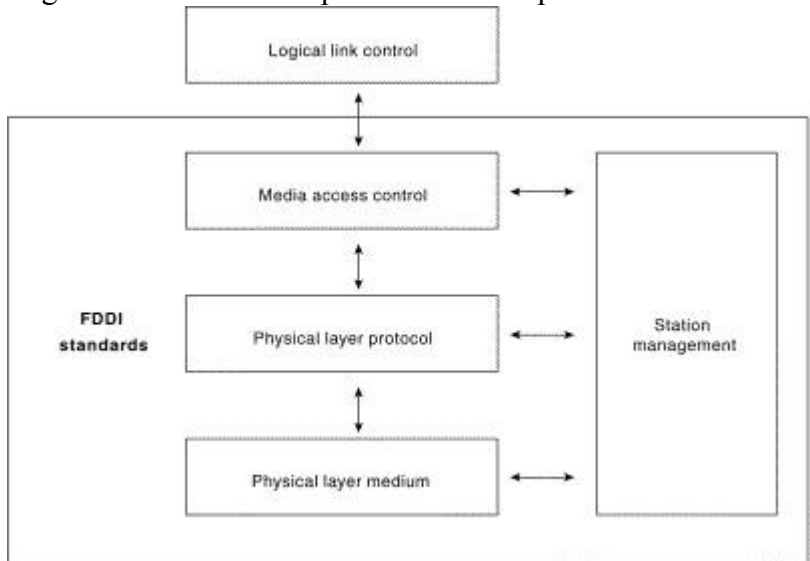 Logical link control
Media access control
FDDI
standards
Physical layer protocol
Station
management
Physical layer medium